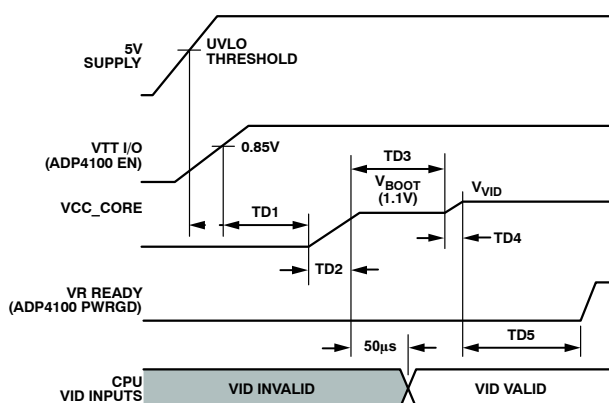 5V
SUPPLY
UVLO
THRESHOLD
VTT I/O
(ADP4100 EN)
0.85V
TD3
VBOOT
(1.1V)
VVID
VCC_CORE
TD1
TD4
TD2
VR READY
(ADP4100 PWRGD)
50µs
TD5
CPU
VID INPUTS
VID INVALID
VID VALID